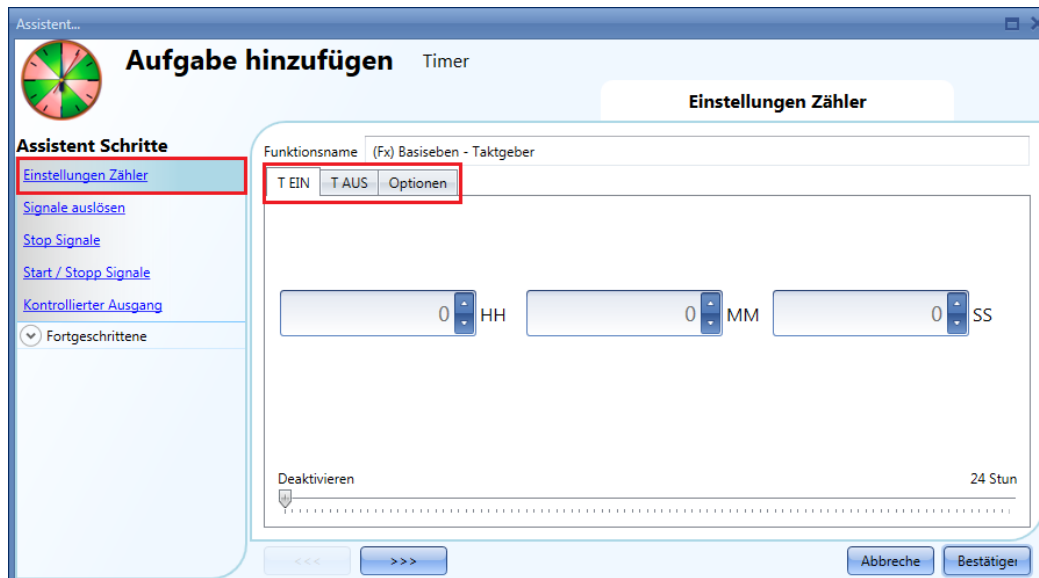 Assistent...
Aufgabe hinzufügen Timer
Einstellungen Zähler
Assistent Schritte
Einstellungen Zähler
Signale auslösen
Stop Signale
Start / Stopp Signale
Kontrollierter Ausgang
Fortgeschrittene
Funktionsname (Fx) Basiseben - Taktgeber
T EIN T AUS Optionen
0 HH 0 MM 0 SS
Deaktivieren 24 Stun
<<< >>> Abbreche Bestätiger